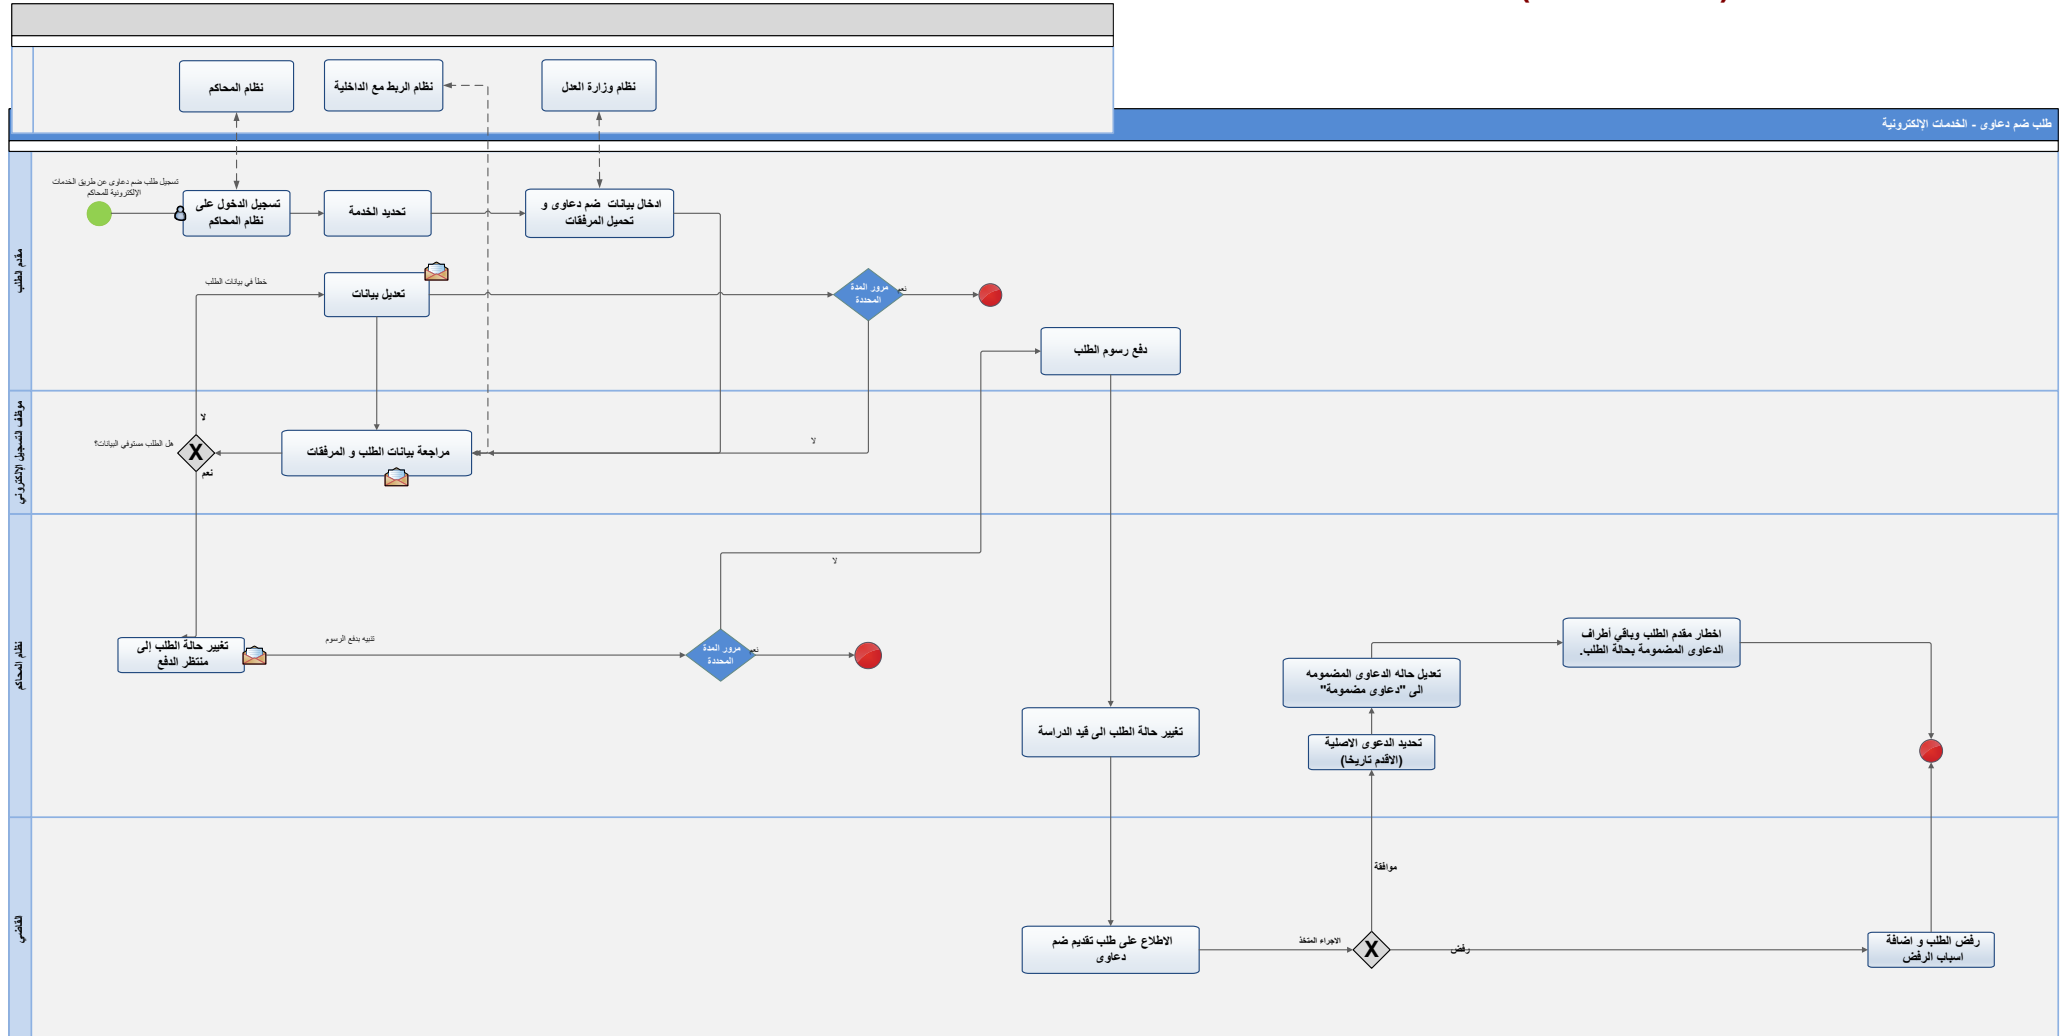 نظام المحاكم
نظام الربط مع الداخلية
نظام وزارة العدل
طلب ضم دعاوى - الخدمات الإلكترونية
مقدم الطلب
تسجيل طلب ضم دعاوى عن طريق الخدمات
الإلكترونية للمحاكم
تسجيل الدخول على
نظام المحاكم
تحديد الخدمة
ادخال بيانات ضم دعاوى و
تحميل المرفقات
خطأ في بيانات الطلب
تعديل بيانات
مرور المدة
المحددة
نعم
دفع رسوم الطلب
موظف التسجيل الإلكتروني
لا
هل الطلب مستوفي البيانات؟
X
نعم
مراجعة بيانات الطلب و المرفقات
لا
نظام المحاكم
لا
تغيير حالة الطلب إلى
منتظر الدفع
تنبيه بدفع الرسوم
مرور المدة
المحددة
نعم
تغيير حالة الطلب الى قيد الدراسة
اخطار مقدم الطلب وباقي أطراف
الدعاوى المضمومة بحالة الطلب.
تعديل حاله الدعاوى المضمومه
الى "دعاوى مضمومة"
تحديد الدعوى الاصلية
(الاقدم تاريخا)
القاضي
موافقة
الاطلاع على طلب تقديم ضم
دعاوى
الاجراء المتخذ
X
رفض
رفض الطلب و اضافة
اسباب الرفض